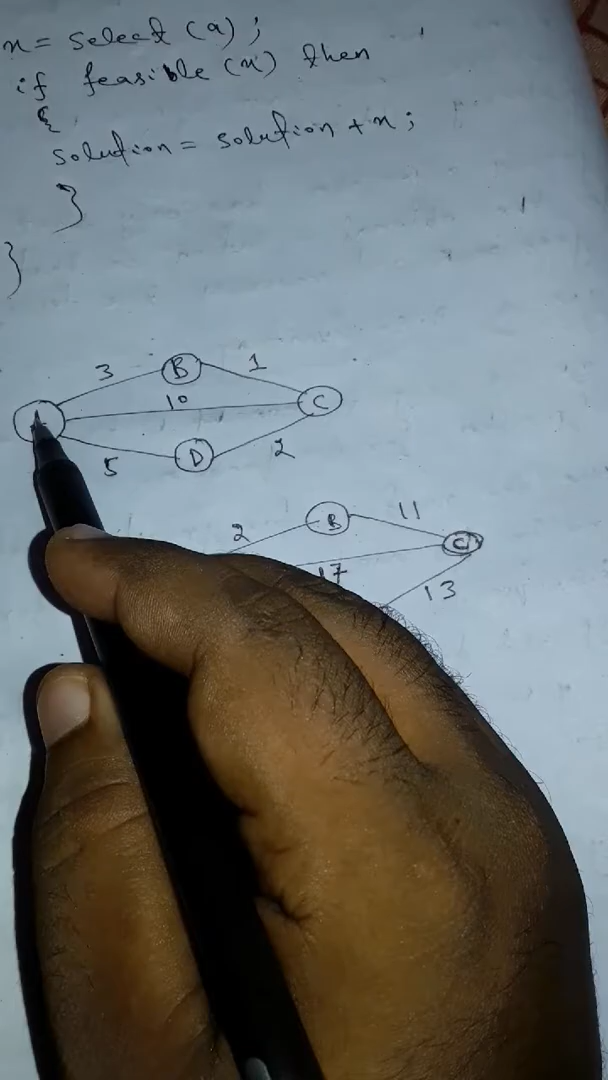 x = select (a);
if feasible (x) then
{
solution = solution + x;
}
}
3 B 1
10 C
5 D 2
2 B 11
17 C
13